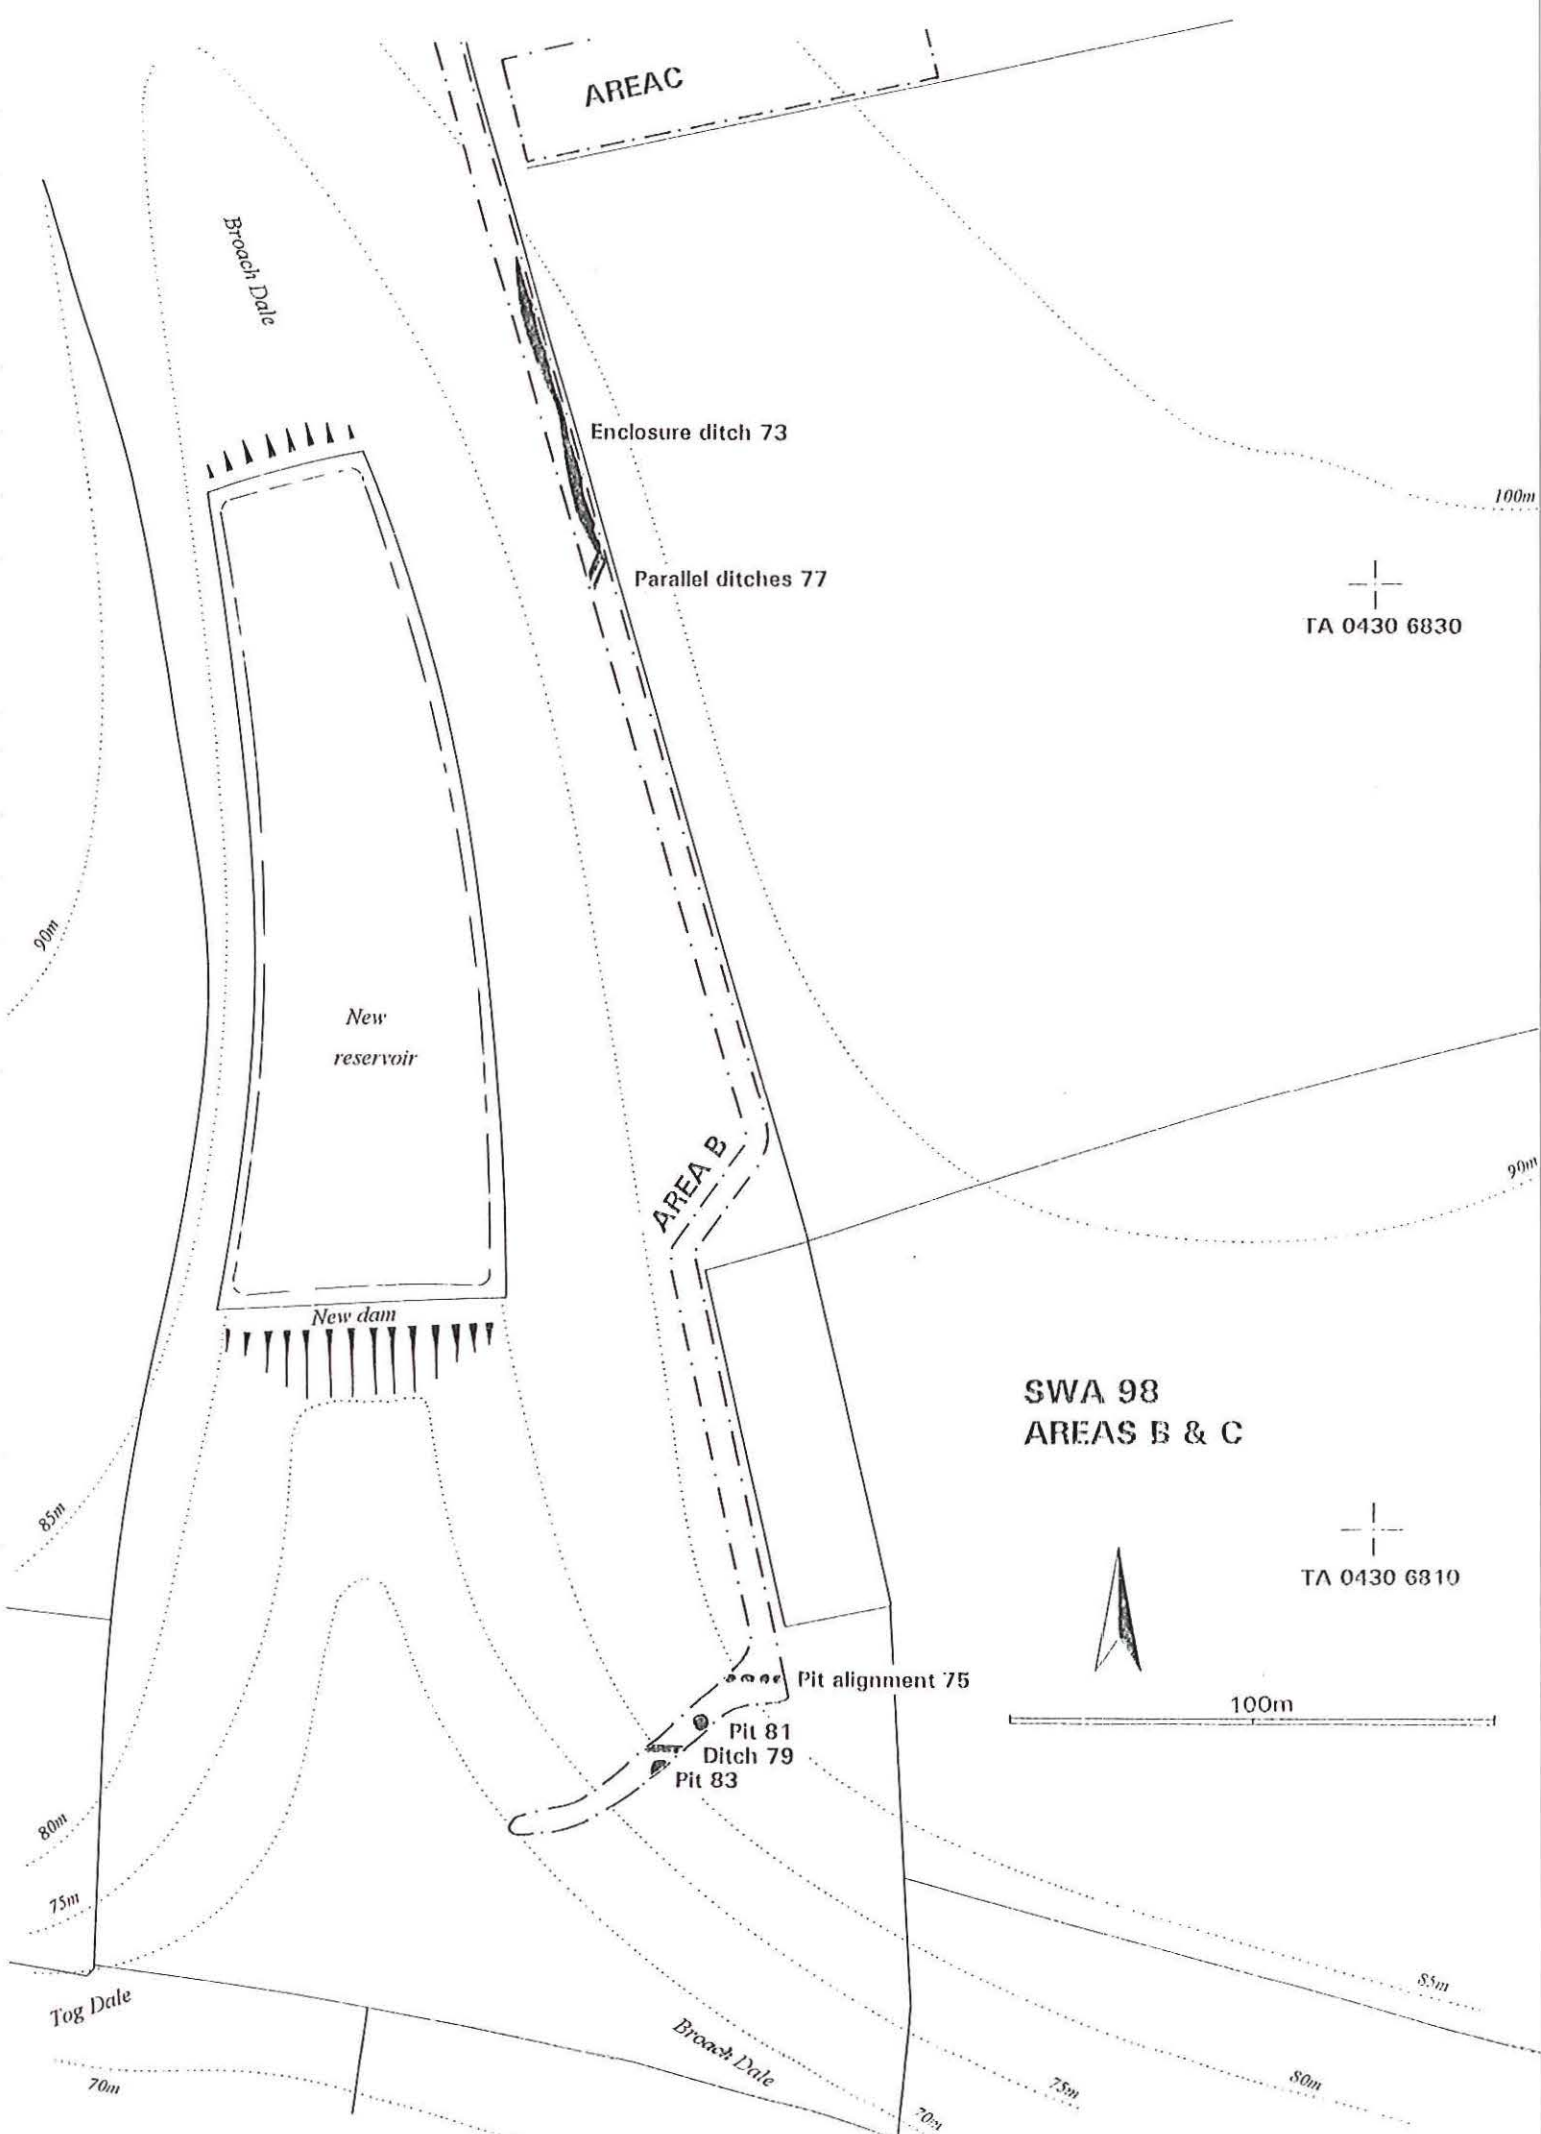 AREA C
Broach Dale
Enclosure ditch 73
100m
Parallel ditches 77
TA 0430 6830
90m
New
reservoir
AREA B
90m
New dam
SWA 98
AREAS B & C
85m
TA 0430 6810
Pit alignment 75
100m
Pit 81
Ditch 79
Pit 83
80m
75m
85m
Tog Dale
Broach Dale
80m
75m
70m
70m